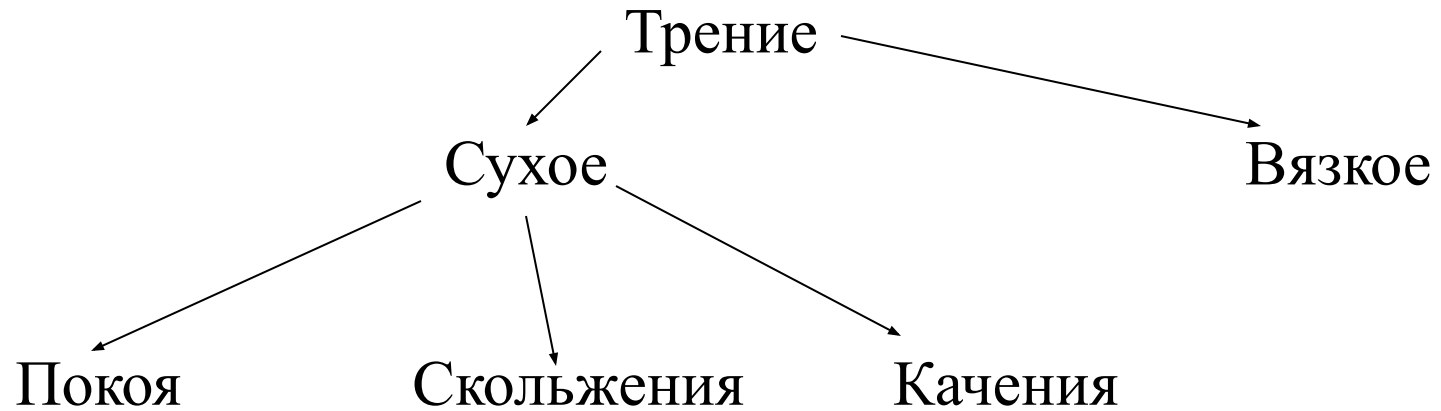 Трение
Сухое
Вязкое
Покоя
Скольжения
Качения